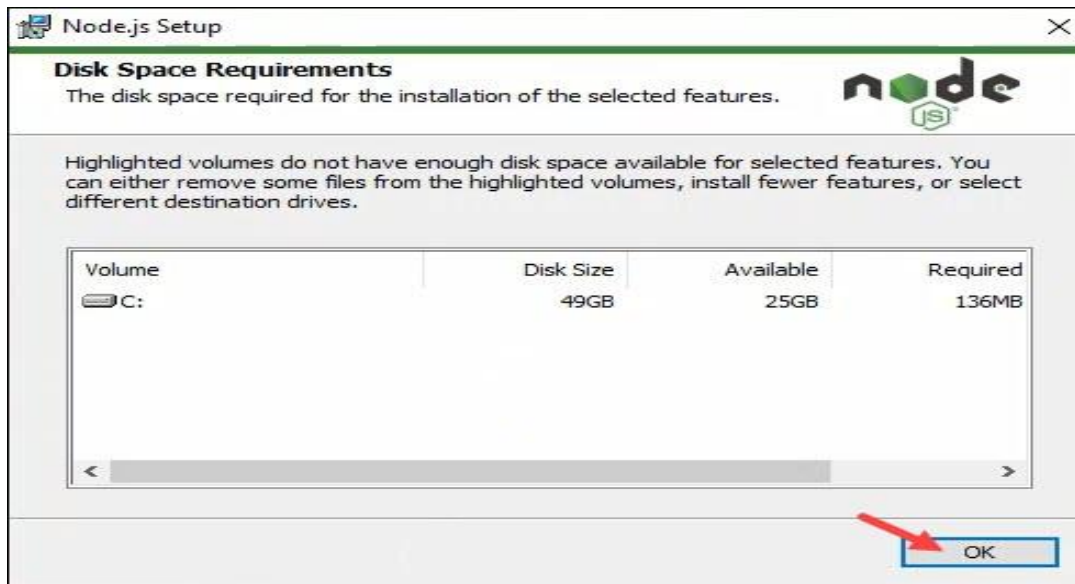 Node.js Setup
Disk Space Requirements
The disk space required for the installation of the selected features.
node
JS
Highlighted volumes do not have enough disk space available for selected features. You
can either remove some files from the highlighted volumes, install fewer features, or select
different destination drives.
Volume Disk Size Available Required
C: 49GB 25GB 136MB
OK